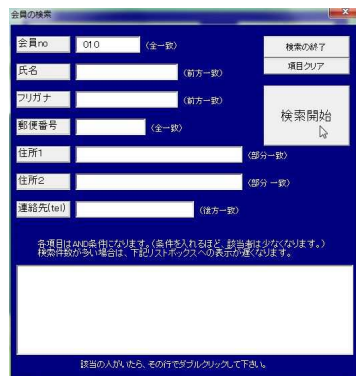 会員の検索
会員no 010 (全一致) 検索の終了
項目クリア
氏名 (前方一致)
フリガナ (前方一致)
検索開始
郵便番号 (全一致)
住所1 (部分一致)
住所2 (部分一致)
連絡先(tel) (後方一致)
各項目はAND条件になります。(条件を入れるほど、該当者は少なくなります。)
検索件数が多い場合は、下記リストボックスへの表示が遅くなります。
該当の人がいたら、その行でダブルクリックして下さい。